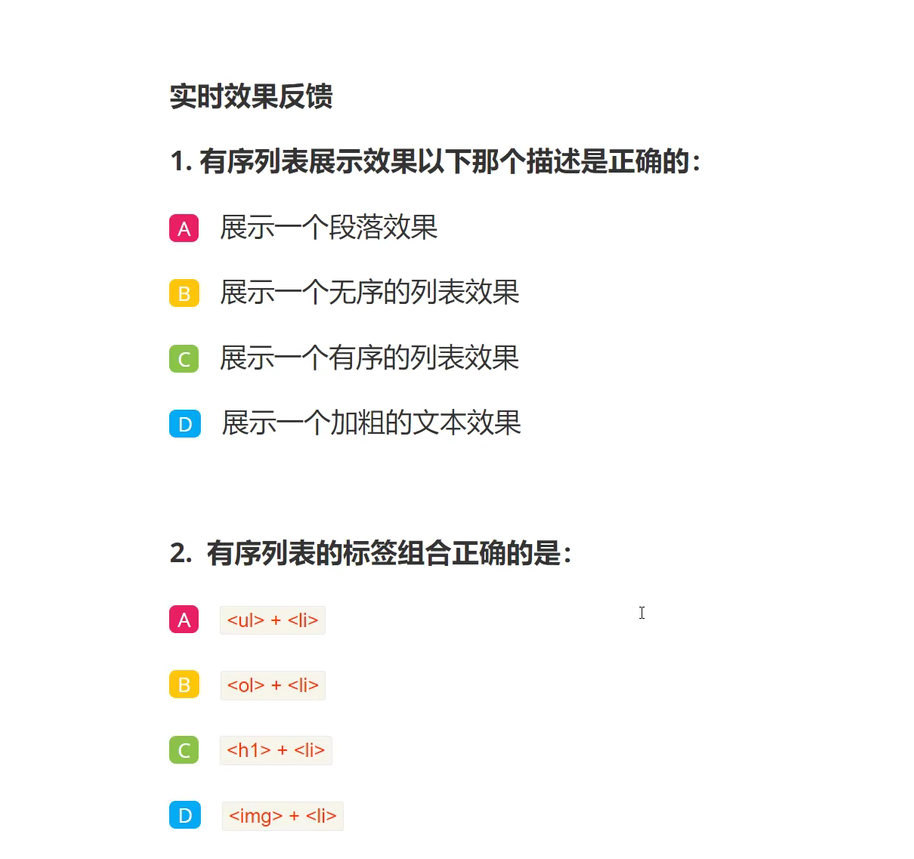 实时效果反馈
1. 有序列表展示效果以下那个描述是正确的：
A 展示一个段落效果
B 展示一个无序的列表效果
C 展示一个有序的列表效果
D 展示一个加粗的文本效果
2. 有序列表的标签组合正确的是：
A <ul> + <li>
B <ol> + <li>
C <h1> + <li>
D <img> + <li>